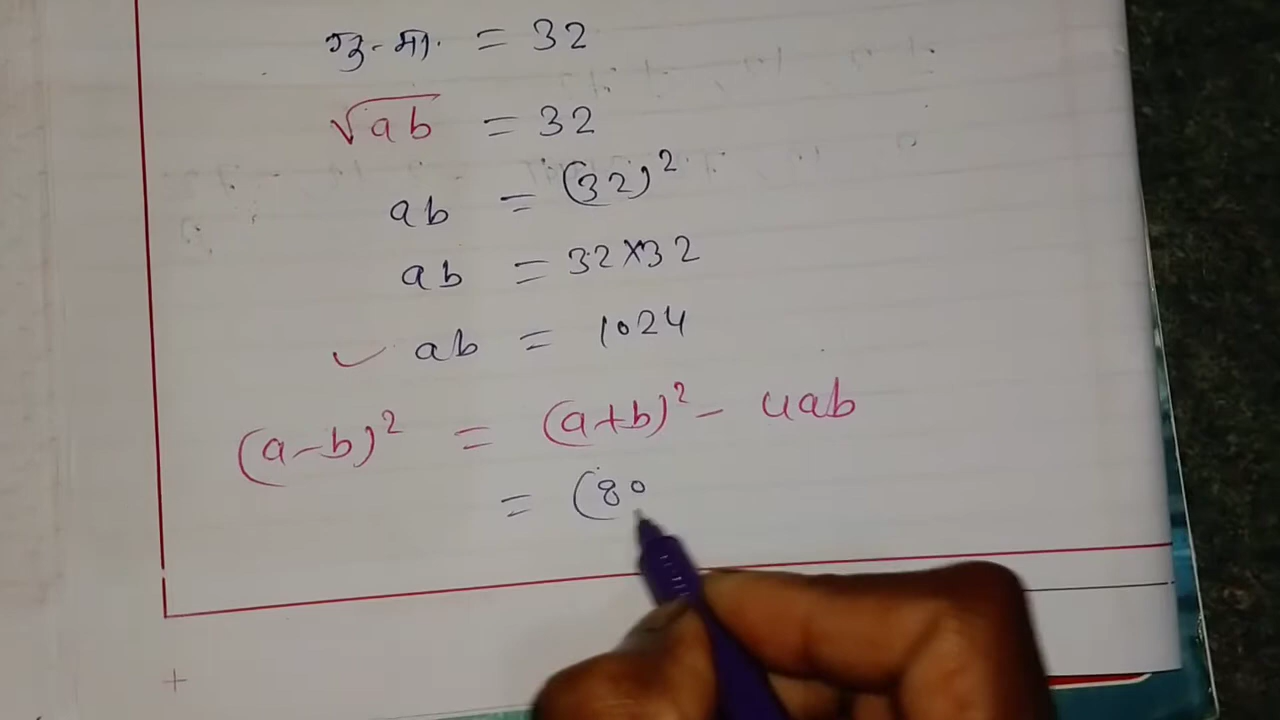 गु. मा. = 32
√ab = 32
ab = (32)²
ab = 32×32
✓ ab = 1024
(a-b)² = (a+b)² - 4ab
= (80